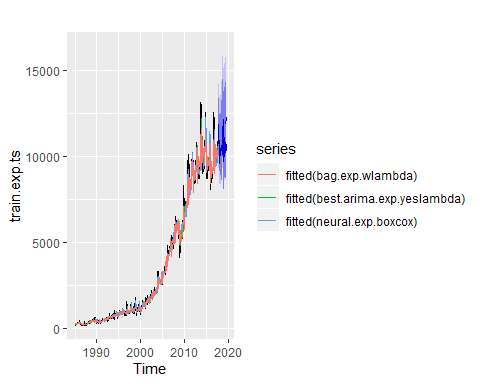 train.exp.ts
15000
10000
5000
0
1990
2000
2010
2020
Time
series
fitted(bag.exp.wlambda)
fitted(best.arima.exp.yeslambda)
fitted(neural.exp.boxcox)